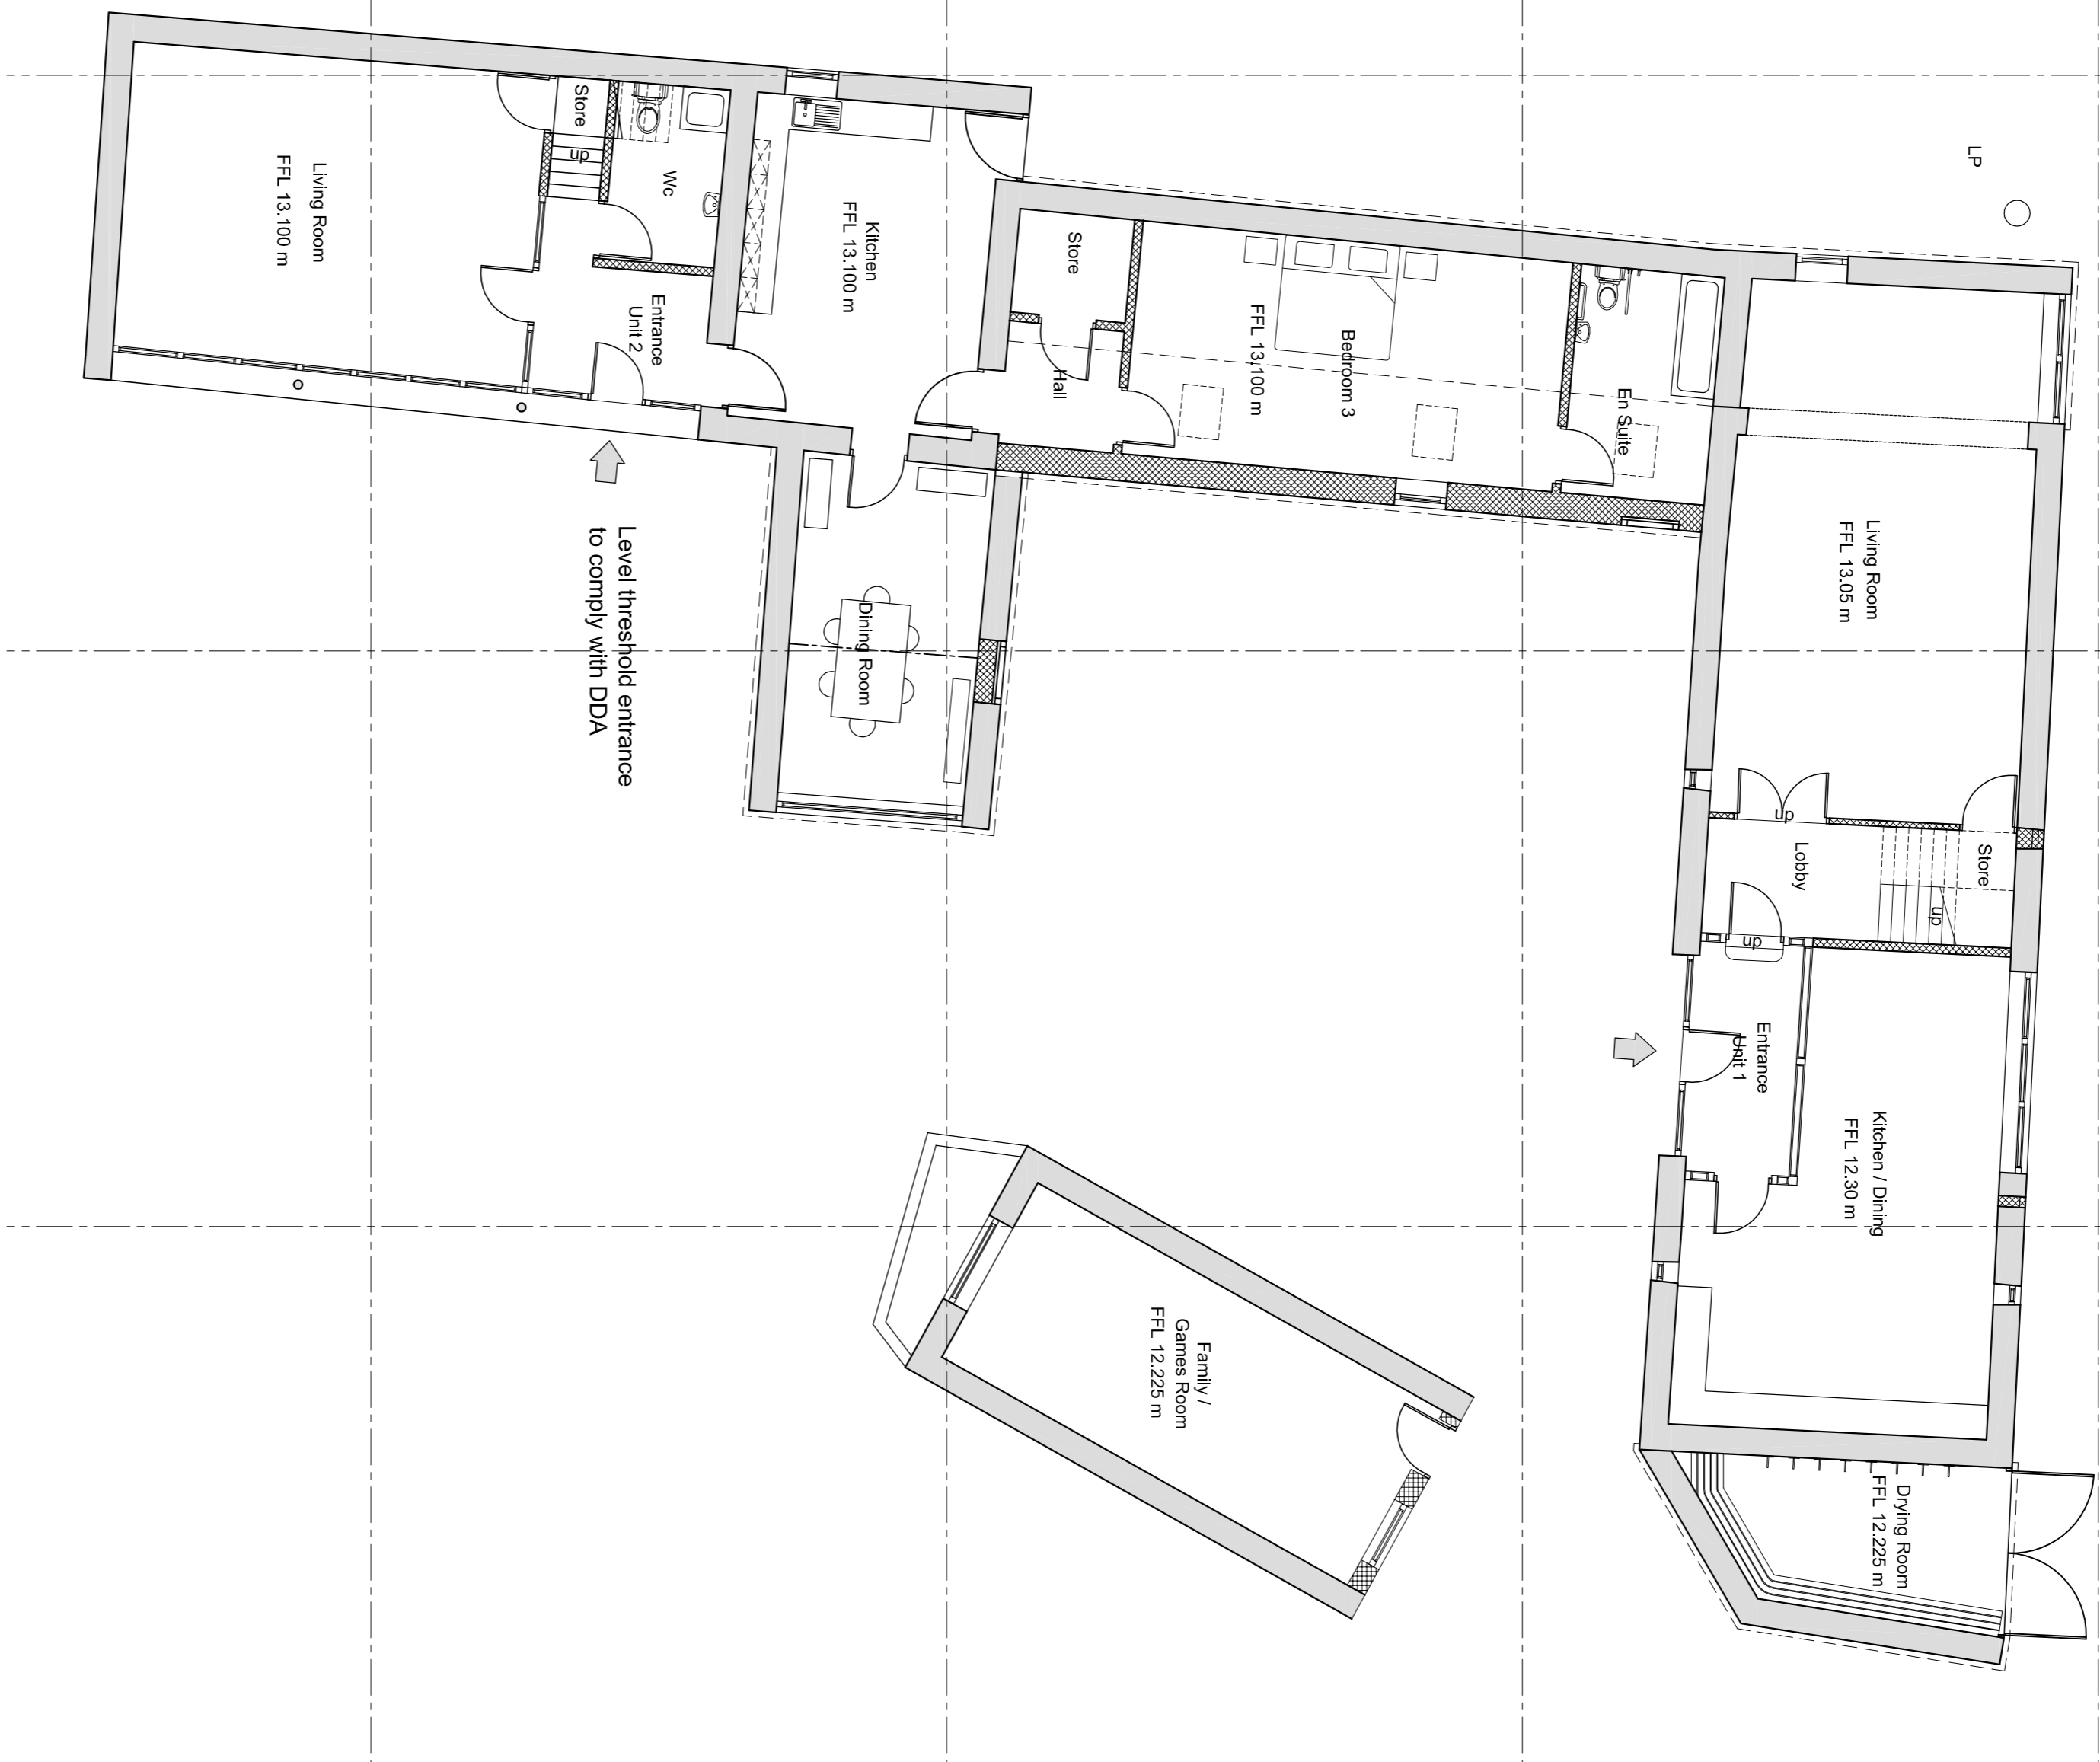 Living Room
FFL 13.100 m
Store
up
Wc
Entrance
Unit 2
Kitchen
FFL 13.100 m
Store
Hall
Bedroom 3
FFL 13.100 m
En Suite
LP
Dining Room
Level threshold entrance
to comply with DDA
Living Room
FFL 13.05 m
up
Lobby
Store
up
up
Entrance
Unit 1
Kitchen / Dining
FFL 12.30 m
Family /
Games Room
FFL 12.225 m
Drying Room
FFL 12.225 m